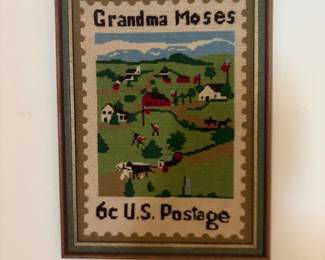 Grandma Moses
6c U.S. Postage